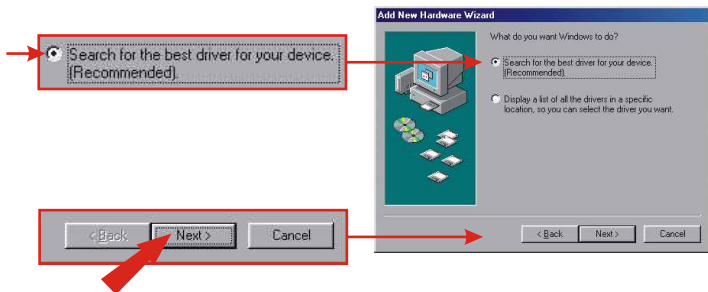 Search for the best driver for your device.
(Recommended).
< Back
Next >
Cancel
Add New Hardware Wizard
What do you want Windows to do?
Search for the best driver for your device.
(Recommended).
Display a list of all the drivers in a specific
location, so you can select the driver you want.
< Back
Next >
Cancel